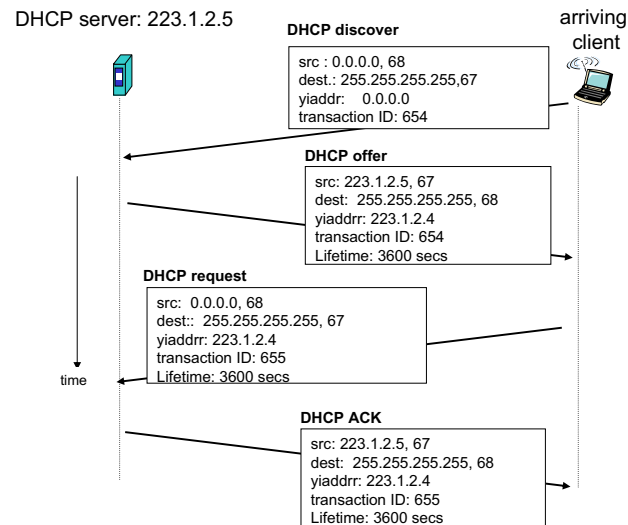 DHCP server: 223.1.2.5
arriving
client
DHCP discover
src : 0.0.0.0, 68
dest.: 255.255.255.255,67
yiaddr: 0.0.0.0
transaction ID: 654
DHCP offer
src: 223.1.2.5, 67
dest: 255.255.255.255, 68
yiaddrr: 223.1.2.4
transaction ID: 654
Lifetime: 3600 secs
DHCP request
src: 0.0.0.0, 68
dest:: 255.255.255.255, 67
yiaddrr: 223.1.2.4
transaction ID: 655
Lifetime: 3600 secs
time
DHCP ACK
src: 223.1.2.5, 67
dest: 255.255.255.255, 68
yiaddrr: 223.1.2.4
transaction ID: 655
Lifetime: 3600 secs